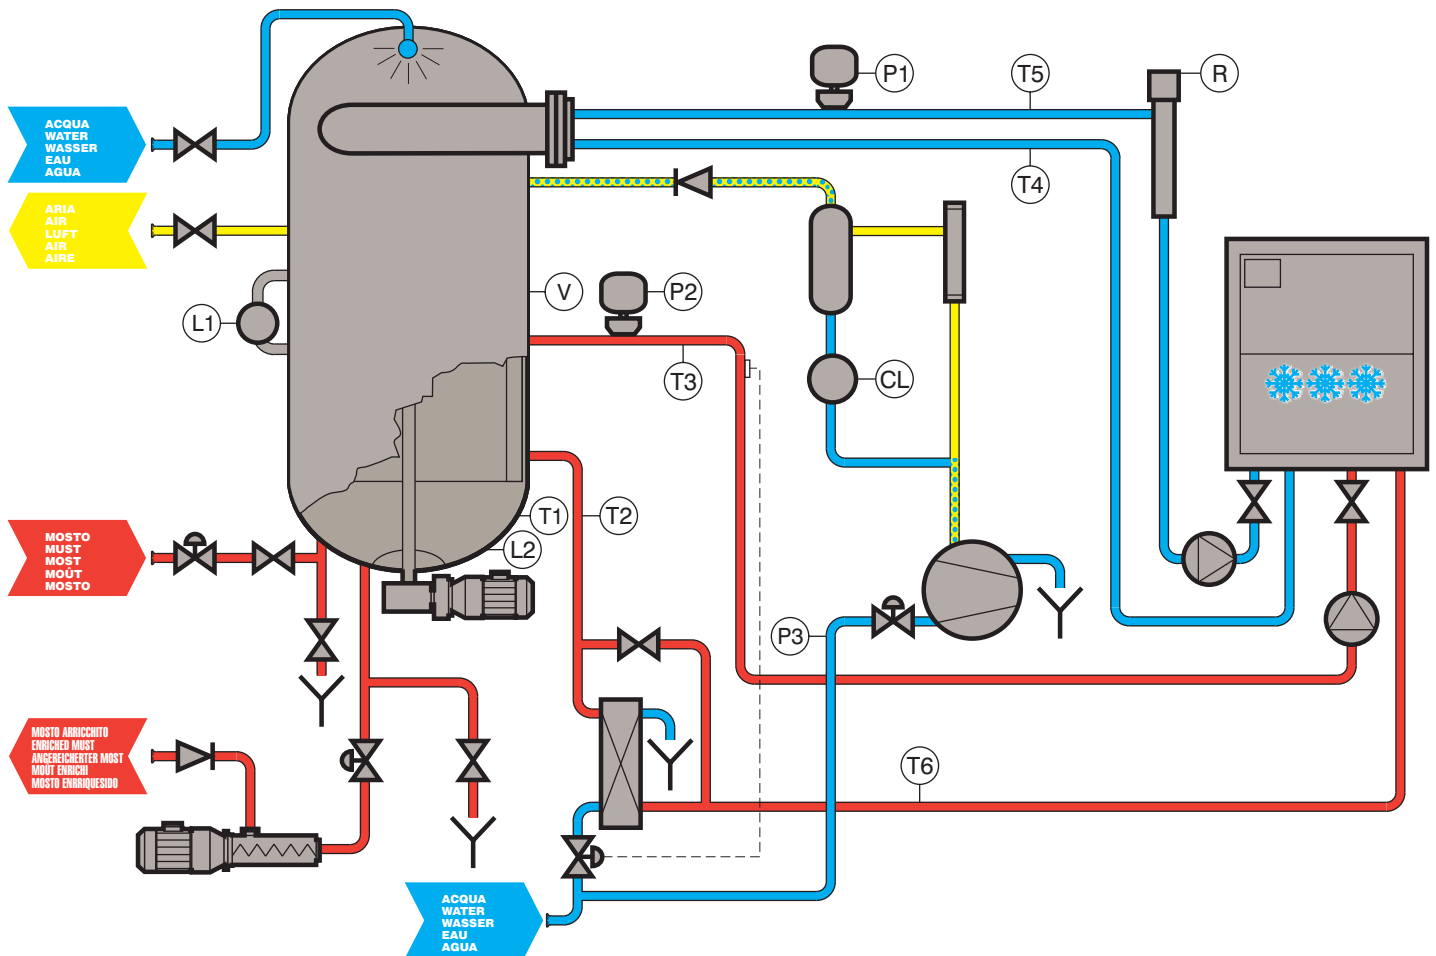 P1
T5
R
ACQUA
WATER
WASSER
EAU
AGUA
T4
ARIA
AIR
LUFT
AIR
AIRE
V
P2
L1
T3
CL
T1
T2
L2
MOSTO
MUST
MOST
MOÛT
MOSTO
P3
MOSTO ARRICCHITO
ENRICHED MUST
ANGEREICHERTER MOST
MOÛT ENRICHI
MOSTO ENRRIQUESIDO
T6
ACQUA
WATER
WASSER
EAU
AGUA